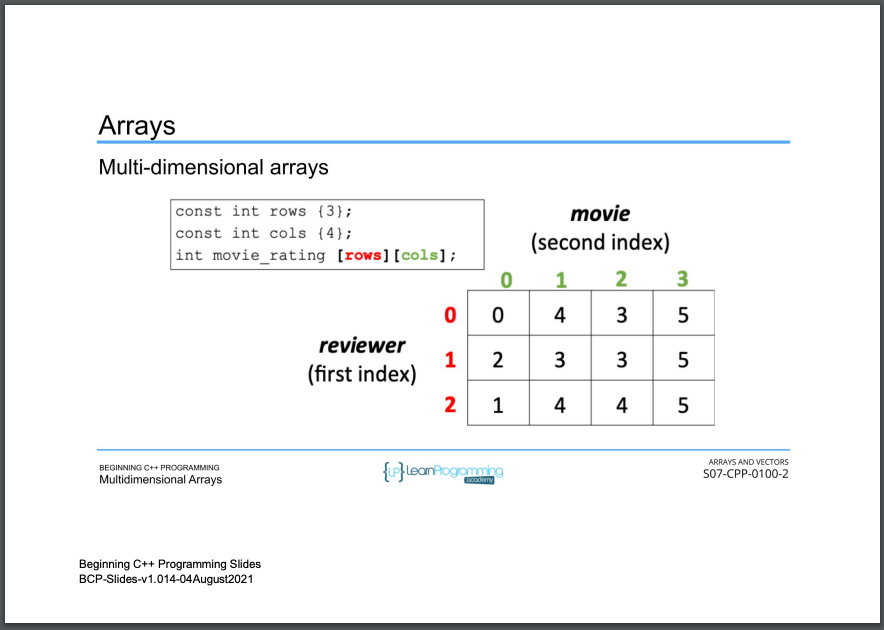 Arrays
Multi-dimensional arrays
const int rows {3};
const int cols {4};
int movie_rating [rows][cols];
movie
(second index)
0 1 2 3
reviewer
(first index)
0 0 4 3 5
1 2 3 3 5
2 1 4 4 5
BEGINNING C++ PROGRAMMING
Multidimensional Arrays
{LP} LearnProgramming
academy
ARRAYS AND VECTORS
S07-CPP-0100-2
Beginning C++ Programming Slides
BCP-Slides-v1.014-04August2021